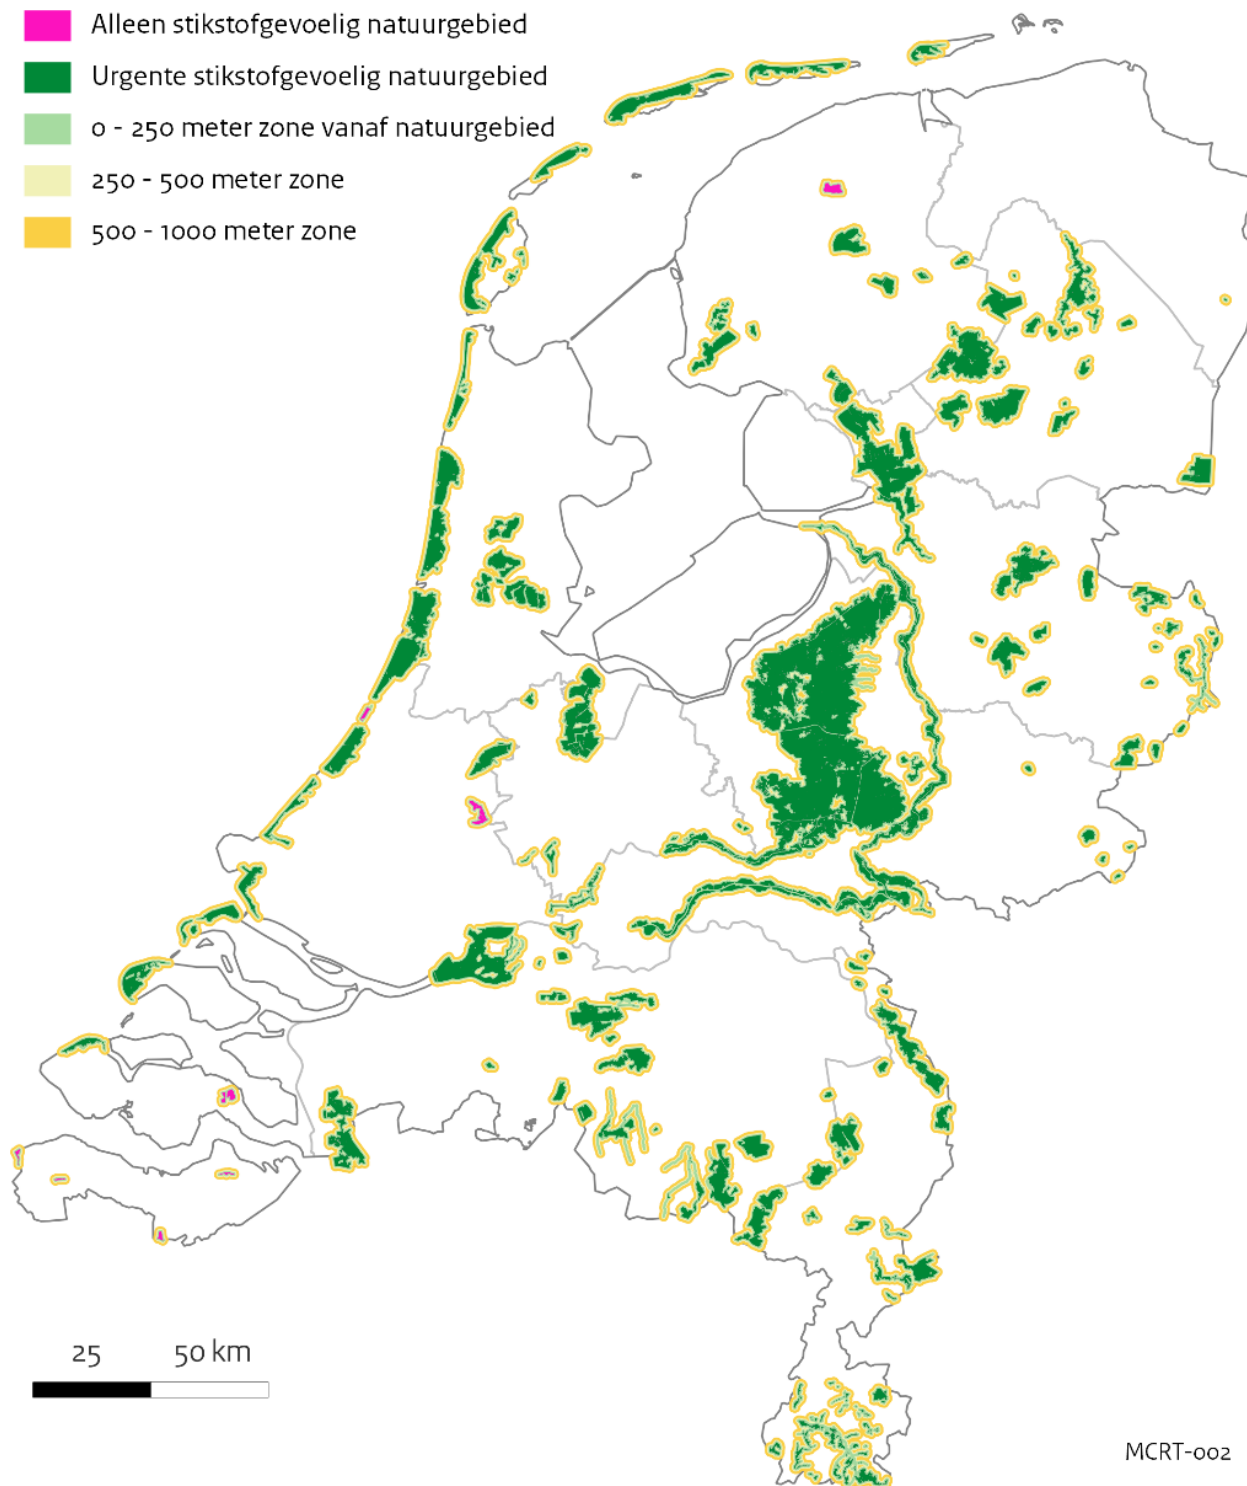 Alleen stikstofgevoelig natuurgebied
Urgente stikstofgevoelig natuurgebied
0 - 250 meter zone vanaf natuurgebied
250 - 500 meter zone
500 - 1000 meter zone
25 50 km
MCRT-002